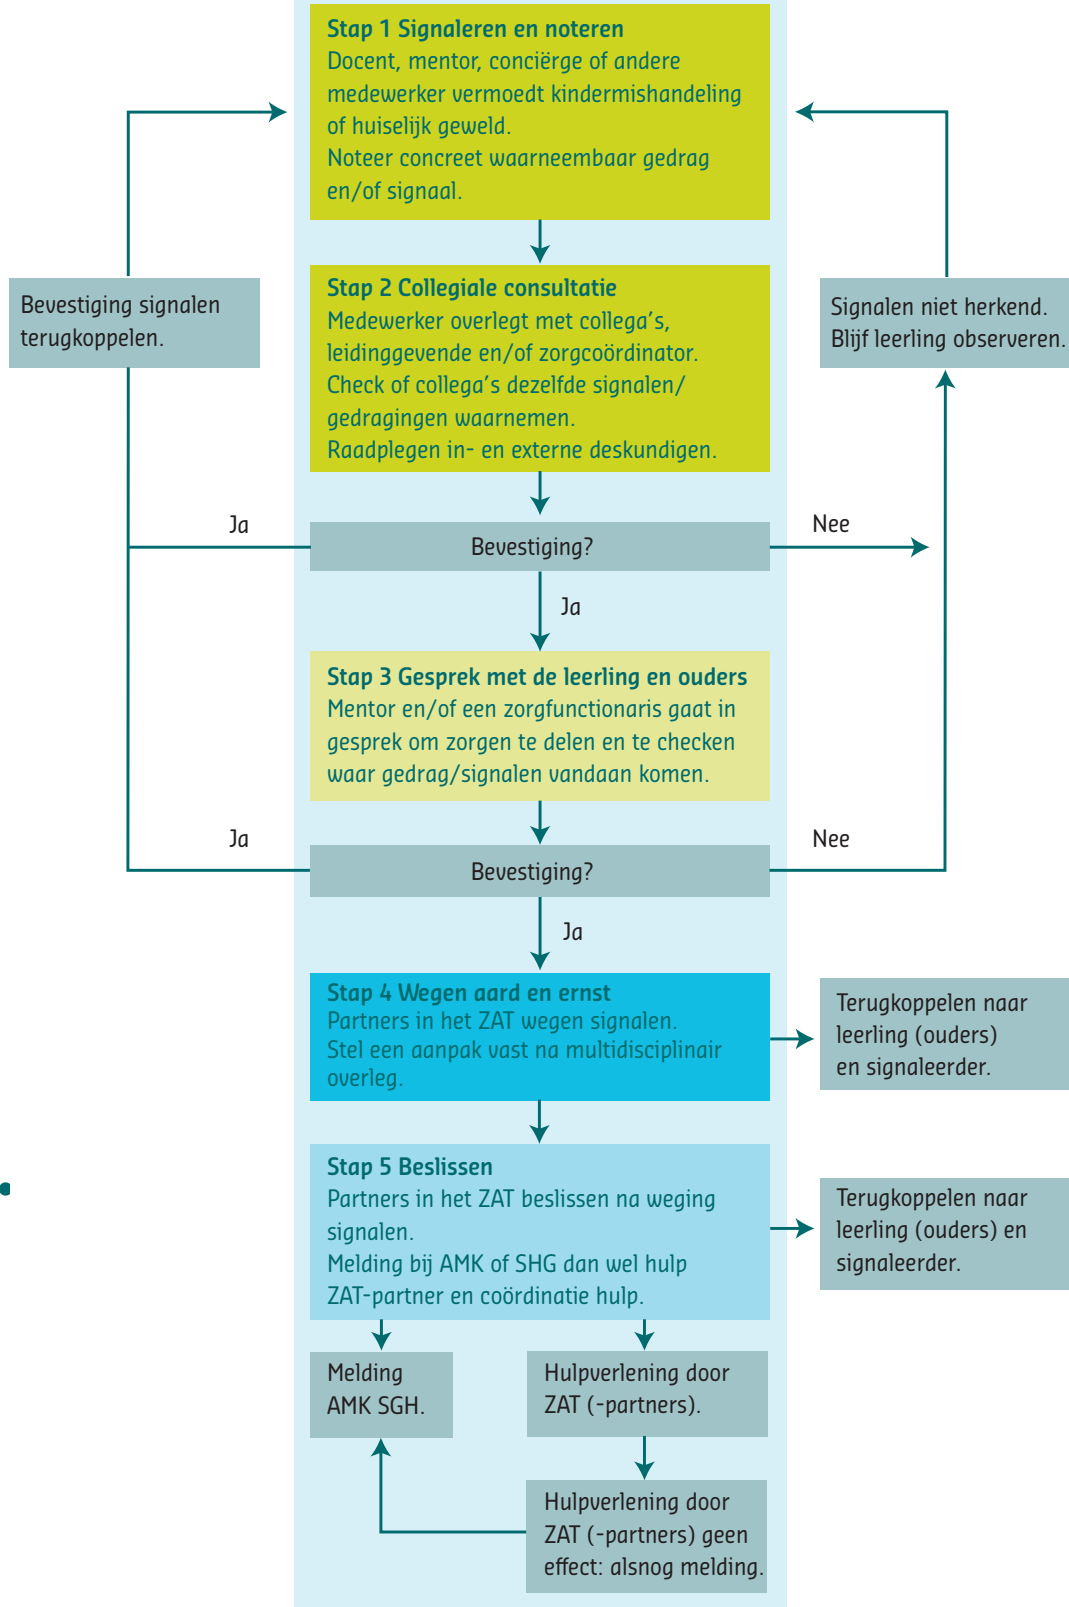 Stap 1 Signaleren en noteren
Docent, mentor, conciërge of andere
medewerker vermoedt kindermishandeling
of huiselijk geweld.
Noteer concreet waarneembaar gedrag
en/of signaal.
Bevestiging signalen
terugkoppelen.
Stap 2 Collegiale consultatie
Medewerker overlegt met collega's,
leidinggevende en/of zorgcoördinator.
Check of collega's dezelfde signalen/
gedragingen waarnemen.
Raadplegen in- en externe deskundigen.
Signalen niet herkend.
Blijf leerling observeren.
Ja
Bevestiging?
Nee
Ja
Stap 3 Gesprek met de leerling en ouders
Mentor en/of een zorgfunctionaris gaat in
gesprek om zorgen te delen en te checken
waar gedrag/signalen vandaan komen.
Ja
Bevestiging?
Nee
Ja
Stap 4 Wegen aard en ernst
Partners in het ZAT wegen signalen.
Stel een aanpak vast na multidisciplinair
overleg.
Terugkoppelen naar
leerling (ouders)
en signaleerder.
Stap 5 Beslissen
Partners in het ZAT beslissen na weging
signalen.
Melding bij AMK of SHG dan wel hulp
ZAT-partner en coördinatie hulp.
Terugkoppelen naar
leerling (ouders) en
signaleerder.
Melding
AMK SGH.
Hulpverlening door
ZAT (-partners).
Hulpverlening door
ZAT (-partners) geen
effect: alsnog melding.